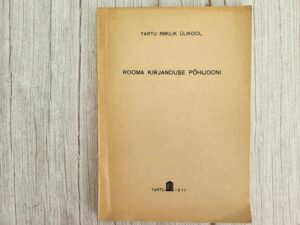 TARTU RIIKLIK ÜLIKOOL
ROOMA KIRJANDUSE PÕHIJOONI
TARTU